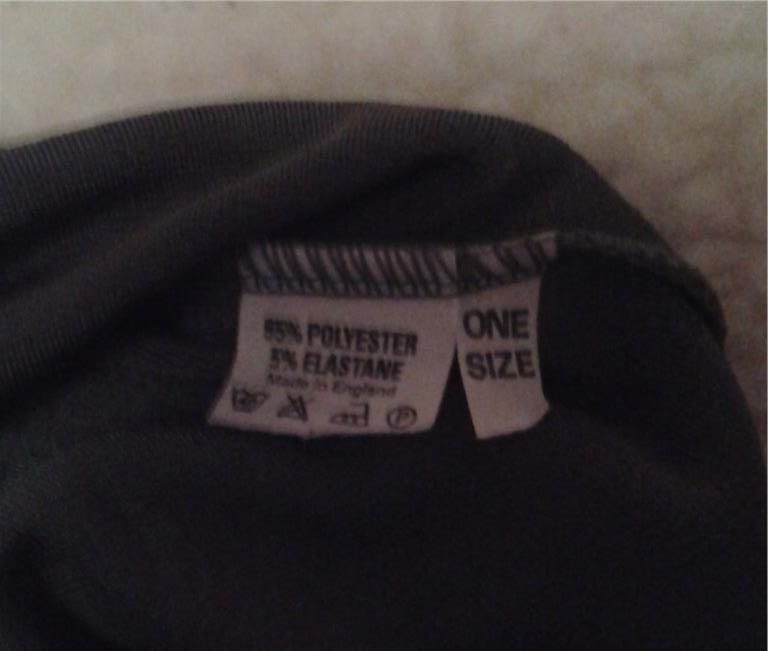 95% POLYESTER
5% ELASTANE
Made in England
P
ONE
SIZE